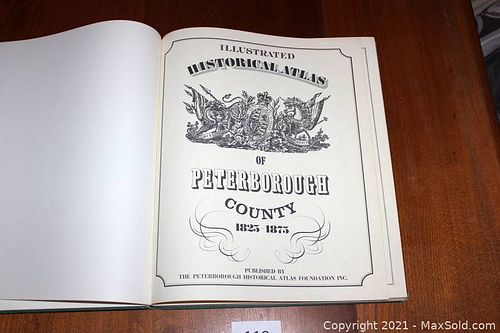 ILLUSTRATED
HISTORICAL ATLAS
OF
PETERBOROUGH
COUNTY
1825-1875
PUBLISHED BY
THE PETERBOROUGH HISTORICAL ATLAS FOUNDATION INC.
Copyright © 2021 - MaxSold.com